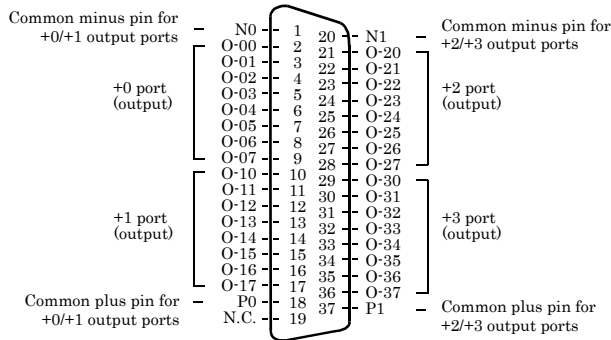 Common minus pin for
+0/+1 output ports
+0 port
(output)
+1 port
(output)
Common plus pin for
+0/+1 output ports
N0 1
O-00 2
O-01 3
O-02 4
O-03 5
O-04 6
O-05 7
O-06 8
O-07 9
O-10 10
O-11 11
O-12 12
O-13 13
O-14 14
O-15 15
O-16 16
O-17 17
P0 18
N.C. 19
20 N1
21 O-20
22 O-21
23 O-22
24 O-23
25 O-24
26 O-25
27 O-26
28 O-27
29 O-30
30 O-31
31 O-32
32 O-33
33 O-34
34 O-35
35 O-36
36 O-37
37 P1
Common minus pin for
+2/+3 output ports
+2 port
(output)
+3 port
(output)
Common plus pin for
+2/+3 output ports